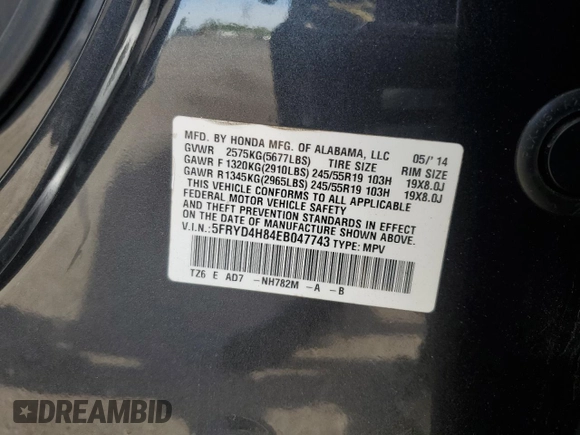 MFD. BY HONDA MFG. OF ALABAMA, LLC 05/'14
GVWR 2575KG(5677LBS) TIRE SIZE RIM SIZE
GAWR F 1320KG(2910LBS) 245/55R19 103H 19X8.0J
GAWR R 1345KG(2965LBS) 245/55R19 103H 19X8.0J
THIS VEHICLE CONFORMS TO ALL APPLICABLE
FEDERAL MOTOR VEHICLE SAFETY
AND THEFT PREVENTION STANDARDS IN EFFECT
ON THE DATE OF MANUFACTURE SHOWN ABOVE.
V.I.N.:5FRYD4H84EB047743 TYPE: MPV
TZ6 E AD7 -NH782M -A -B
DREAMBID